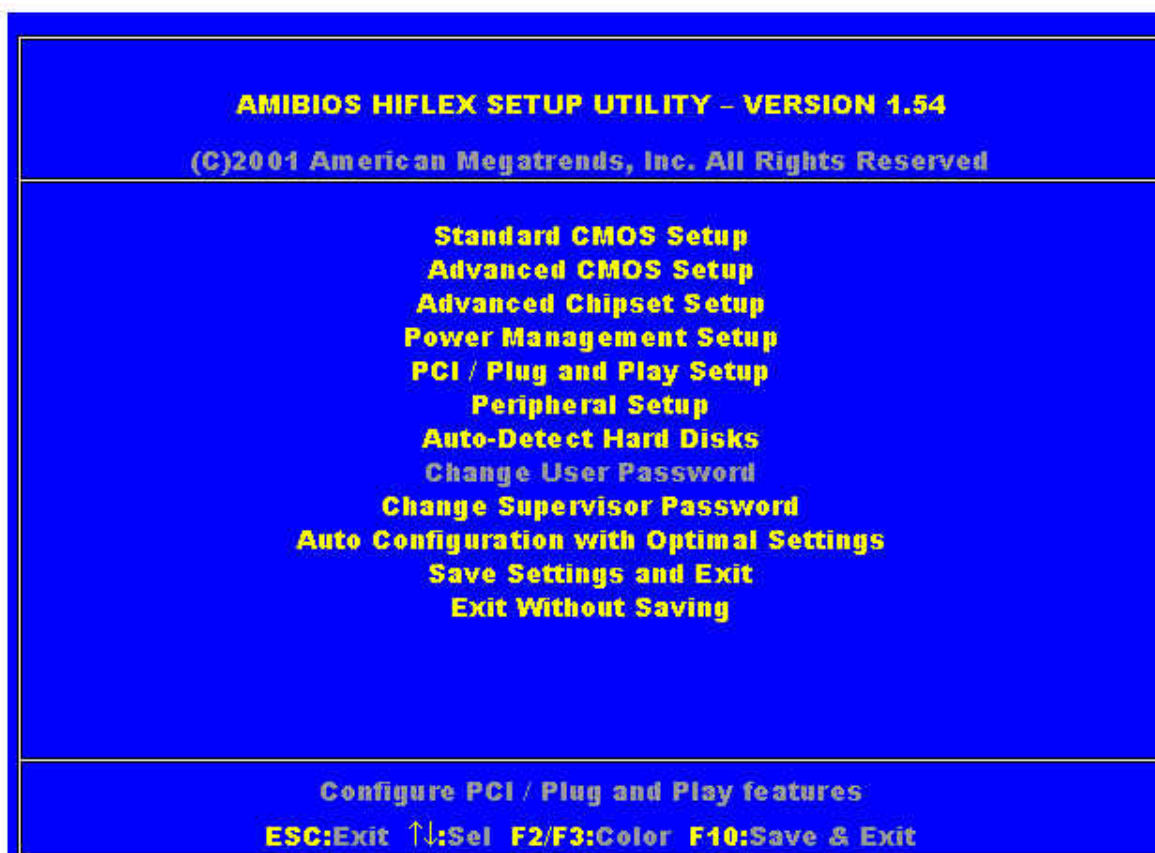 AMIBIOS HIFLEX SETUP UTILITY – VERSION 1.54
(C)2001 American Megatrends, Inc. All Rights Reserved
Standard CMOS Setup
Advanced CMOS Setup
Advanced Chipset Setup
Power Management Setup
PCI / Plug and Play Setup
Peripheral Setup
Auto-Detect Hard Disks
Change User Password
Change Supervisor Password
Auto Configuration with Optimal Settings
Save Settings and Exit
Exit Without Saving
Configure PCI / Plug and Play features
ESC:Exit ↑↓:Sel F2/F3:Color F10:Save & Exit